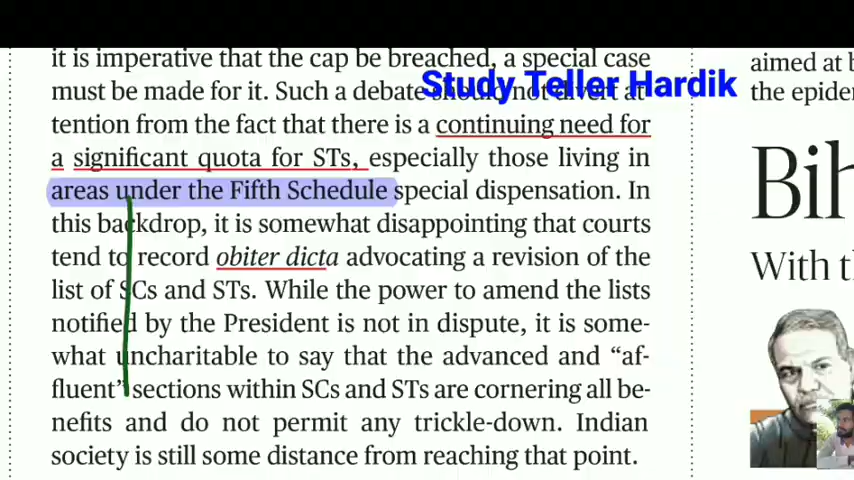 it is imperative that the cap be breached, a special case
must be made for it. Such a debate should not divert at-
tention from the fact that there is a continuing need for
a significant quota for STs, especially those living in
areas under the Fifth Schedule special dispensation. In
this backdrop, it is somewhat disappointing that courts
tend to record obiter dicta advocating a revision of the
list of SCs and STs. While the power to amend the lists
notified by the President is not in dispute, it is some-
what uncharitable to say that the advanced and “af-
fluent” sections within SCs and STs are cornering all be-
nefits and do not permit any trickle-down. Indian
society is still some distance from reaching that point.
Study Teller Hardik
aimed at
the epide
Bih
With t